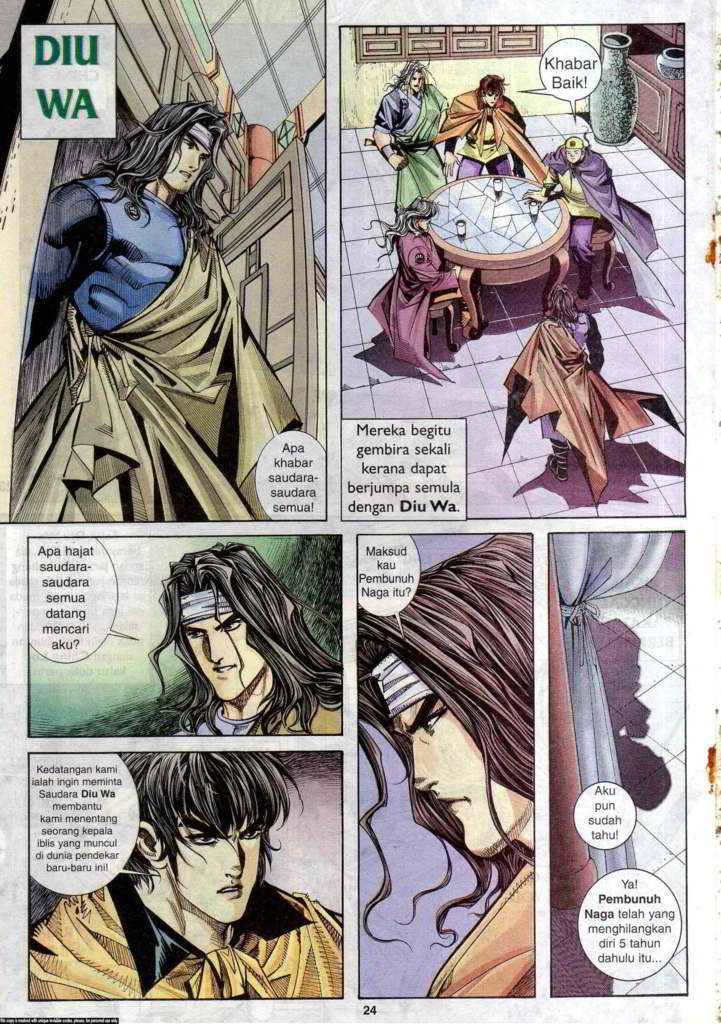 DIU
WA
Apa
khabar
saudara-
saudara
semua!
Khabar
Baik!
Mereka begitu
gembira sekali
kerana dapat
berjumpa semula
dengan Diu Wa.
Apa hajat
saudara-
saudara
semua
datang
mencari
aku?
Kedatangan kami
ialah ingin meminta
Saudara Diu Wa
membantu
kami menentang
seorang kepala
iblis yang muncul
di dunia pendekar
baru-baru ini!
Maksud
kau
Pembunuh
Naga itu?
Aku
pun
sudah
tahu!
Ya!
Pembunuh
Naga telah yang
menghilangkan
diri 5 tahun
dahulu itu...
24